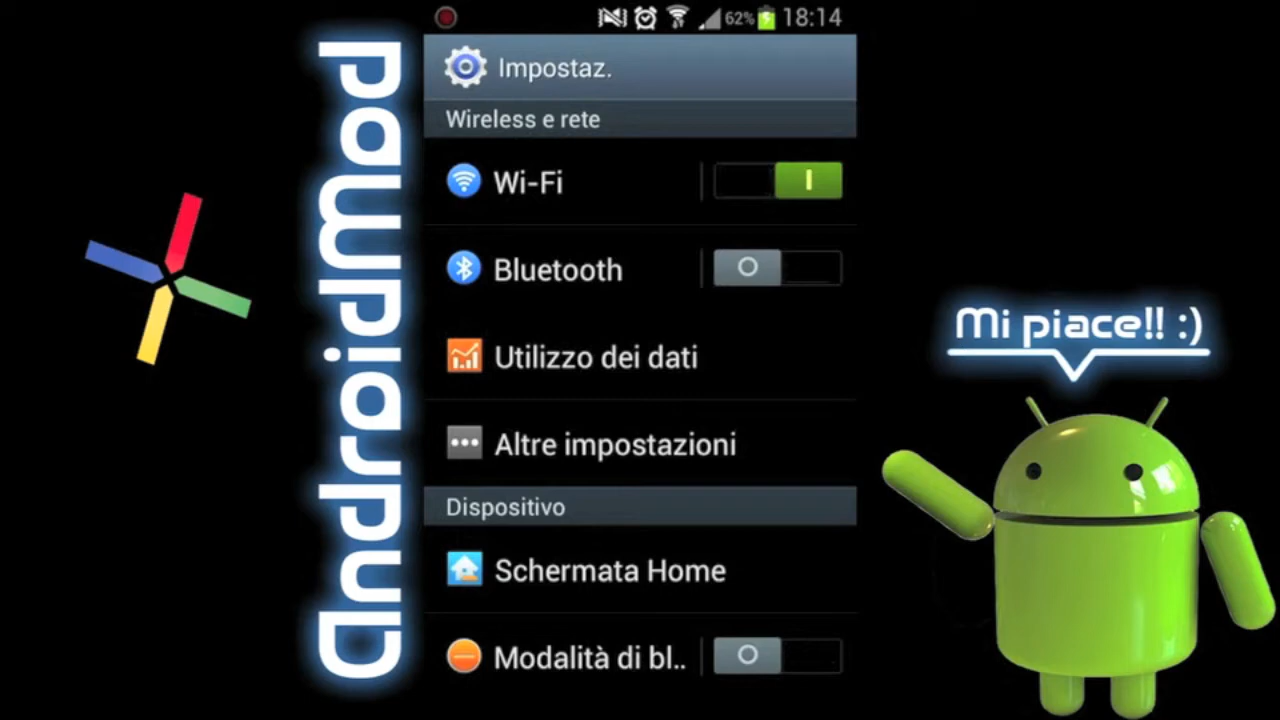 AndroidMod
62% 18:14
Impostaz.
Wireless e rete
Wi-Fi
Bluetooth
Utilizzo dei dati
Altre impostazioni
Dispositivo
Schermata Home
Modalità di bl..
Mi piace!! :)